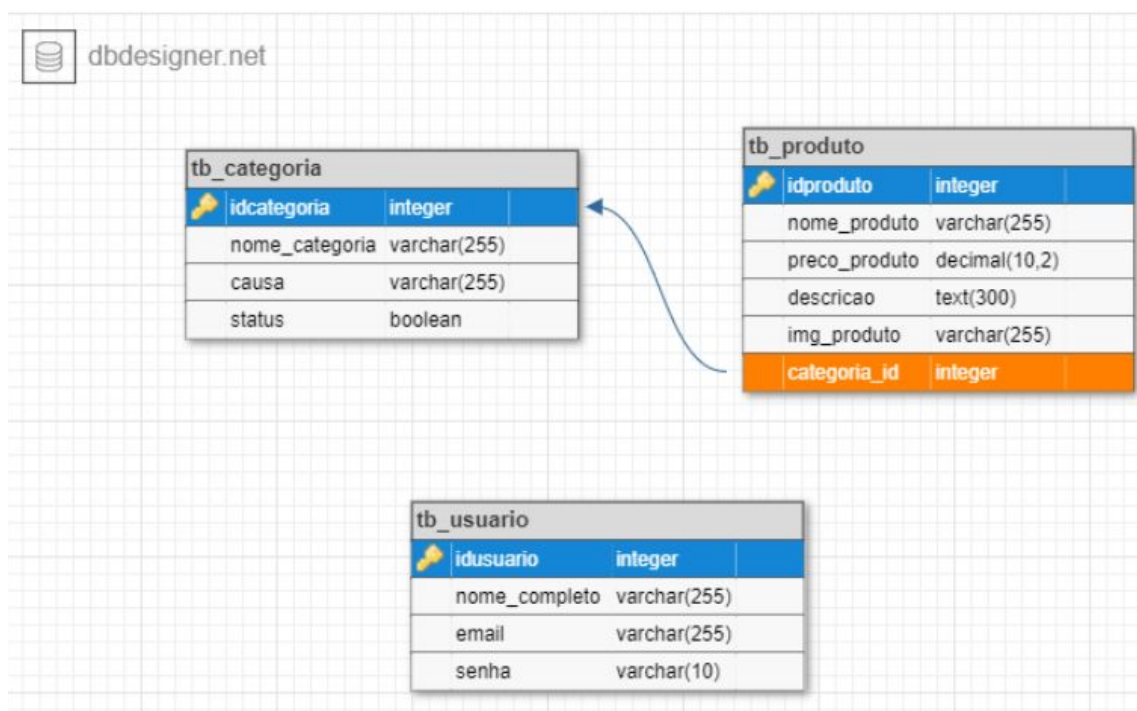 dbdesigner.net
tb_categoria
idcategoria integer
nome_categoria varchar(255)
causa varchar(255)
status boolean
tb_produto
idproduto integer
nome_produto varchar(255)
preco_produto decimal(10,2)
descricao text(300)
img_produto varchar(255)
categoria_id integer
tb_usuario
idusuario integer
nome_completo varchar(255)
email varchar(255)
senha varchar(10)